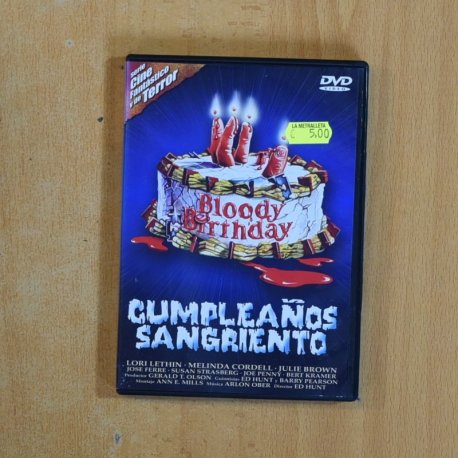 Serie
Cine
Fantástico
y de Terror
DVD
VIDEO
LA METRALLETA
€ 5,00
Bloody
Birthday
CUMPLEAÑOS
SANGRIENTO
LORI LETHIN - MELINDA CORDELL - JULIE BROWN
JOSE FERRE - SUSAN STRASBERG - JOE PENNY - BERT KRAMER
Productor GERALD T. OLSON Guionistas ED HUNT y BARRY PEARSON
Montaje ANN E. MILLS Música ARLON OBER Director ED HUNT